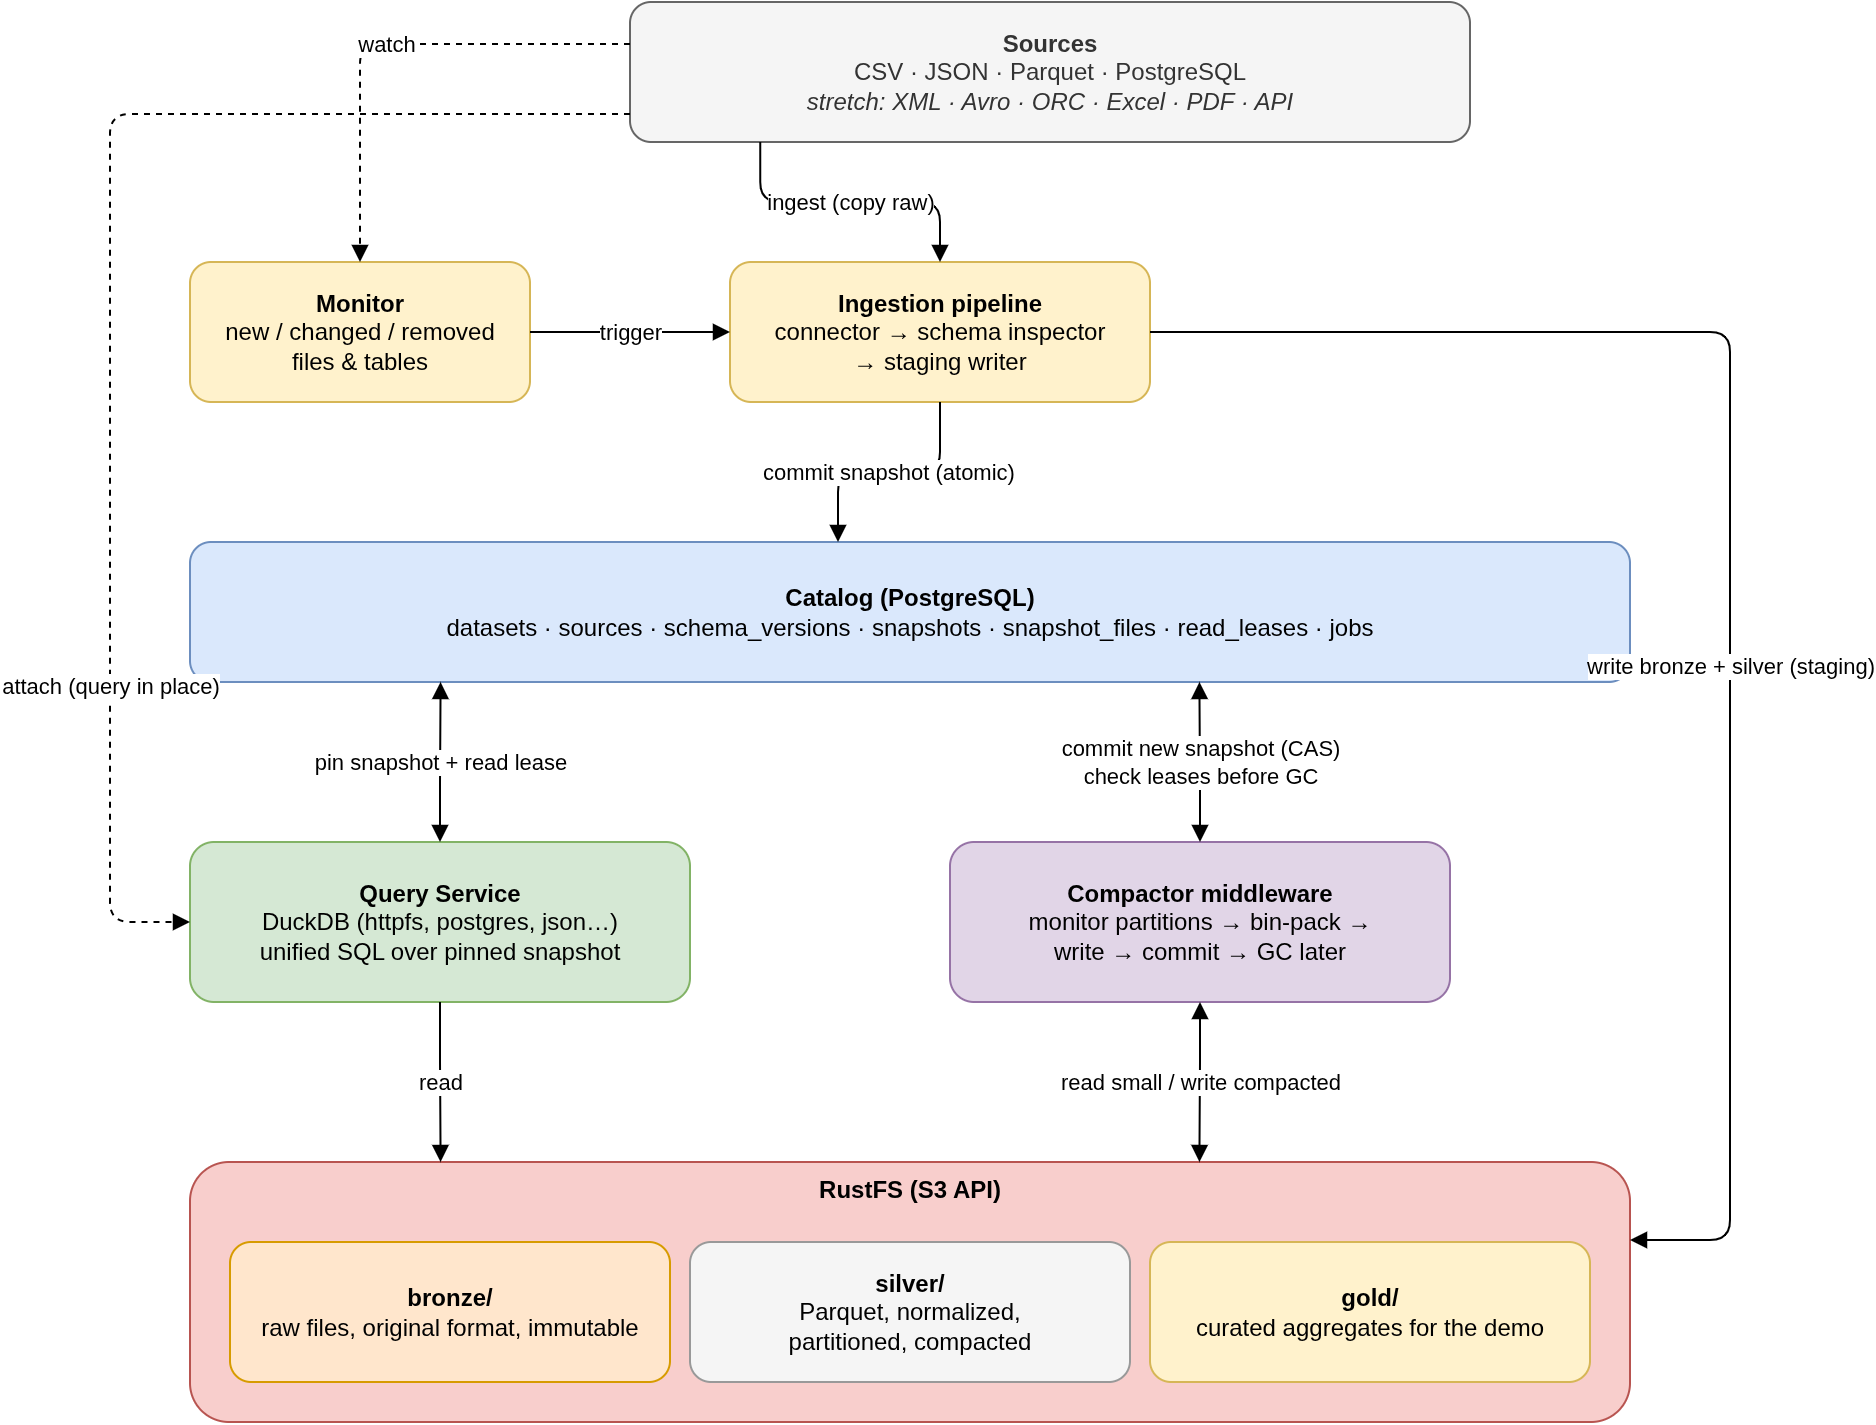 Sources
CSV · JSON · Parquet · PostgreSQL
stretch: XML · Avro · ORC · Excel · PDF · API
watch
ingest (copy raw)
Monitor
new / changed / removed
files & tables
trigger
Ingestion pipeline
connector → schema inspector
→ staging writer
commit snapshot (atomic)
Catalog (PostgreSQL)
datasets · sources · schema_versions · snapshots · snapshot_files · read_leases · jobs
write bronze + silver (staging)
attach (query in place)
pin snapshot + read lease
commit new snapshot (CAS)
check leases before GC
Query Service
DuckDB (httpfs, postgres, json…)
unified SQL over pinned snapshot
Compactor middleware
monitor partitions → bin-pack →
write → commit → GC later
read
read small / write compacted
RustFS (S3 API)
bronze/
raw files, original format, immutable
silver/
Parquet, normalized,
partitioned, compacted
gold/
curated aggregates for the demo